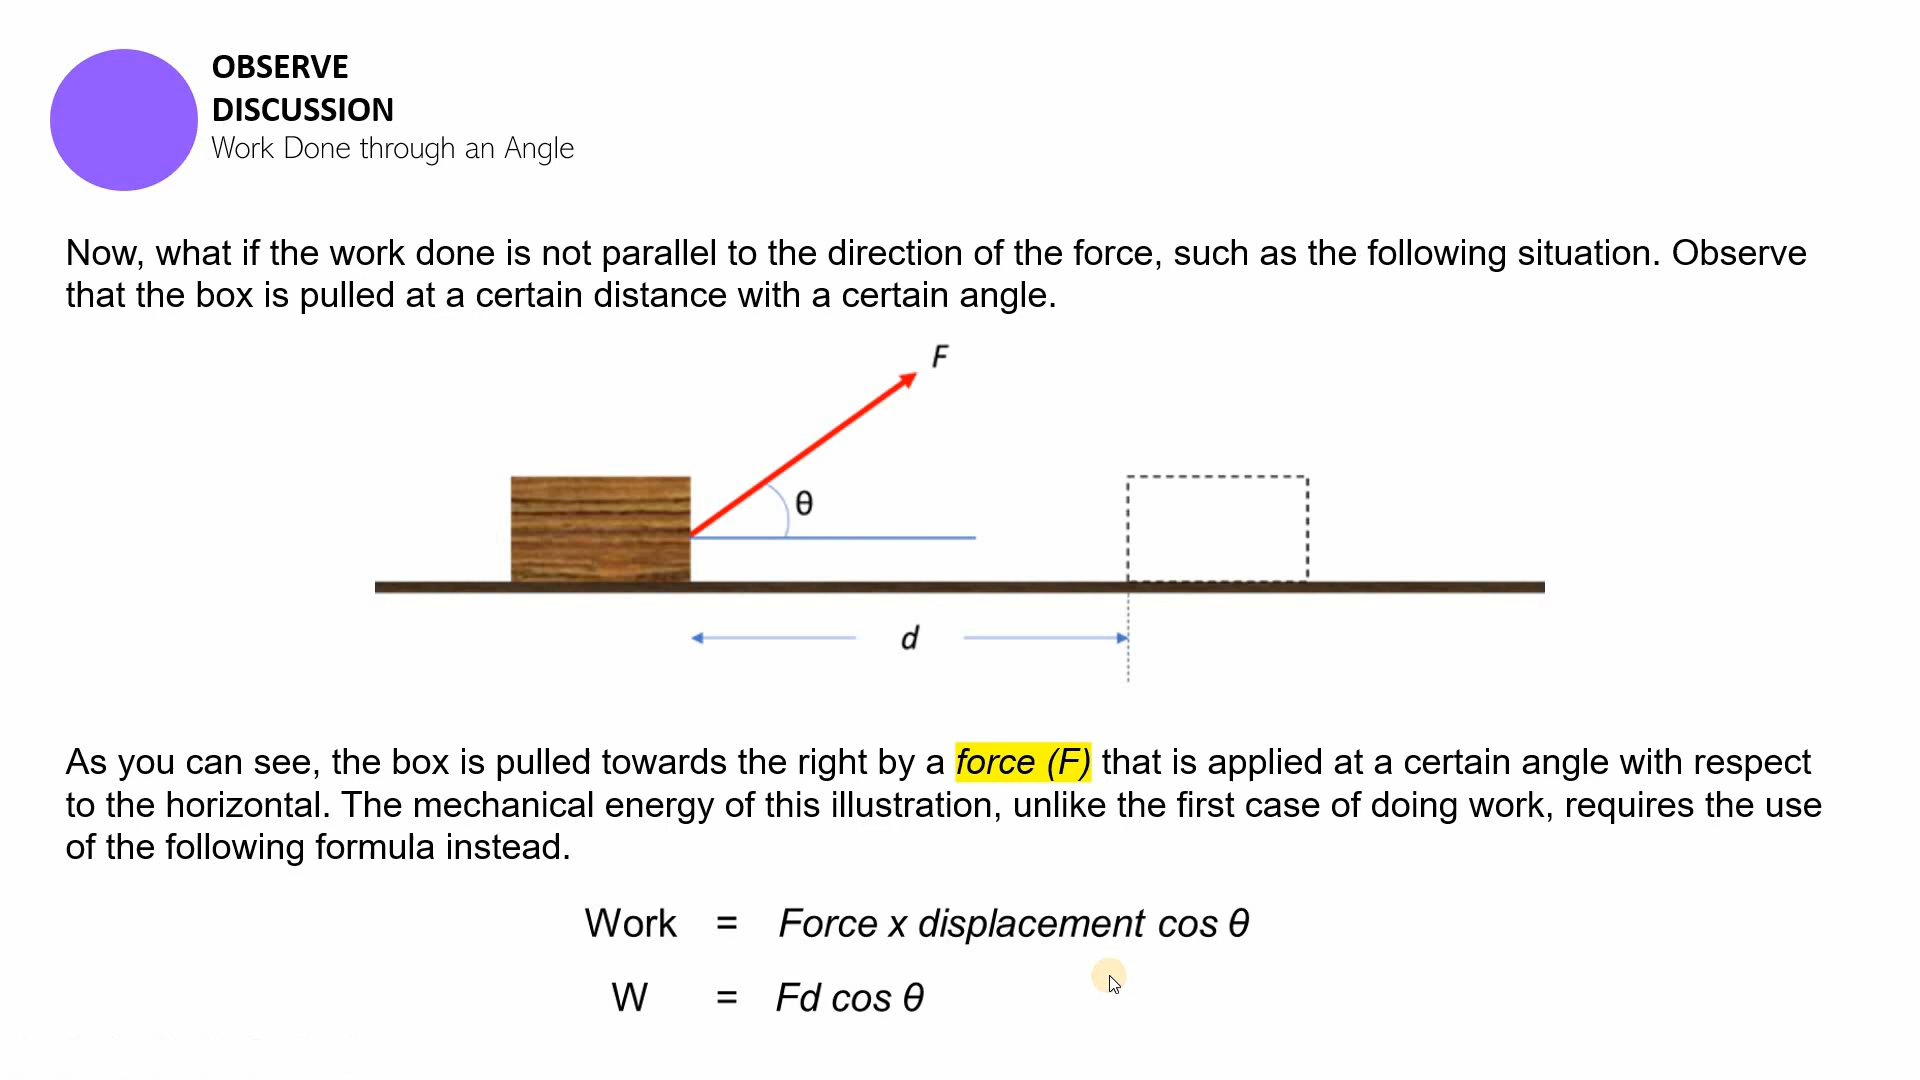 OBSERVE
DISCUSSION
Work Done through an Angle
Now, what if the work done is not parallel to the direction of the force, such as the following situation. Observe
that the box is pulled at a certain distance with a certain angle.
F
θ
d
As you can see, the box is pulled towards the right by a force (F) that is applied at a certain angle with respect
to the horizontal. The mechanical energy of this illustration, unlike the first case of doing work, requires the use
of the following formula instead.
Work = Force x displacement cos θ
W = Fd cos θ